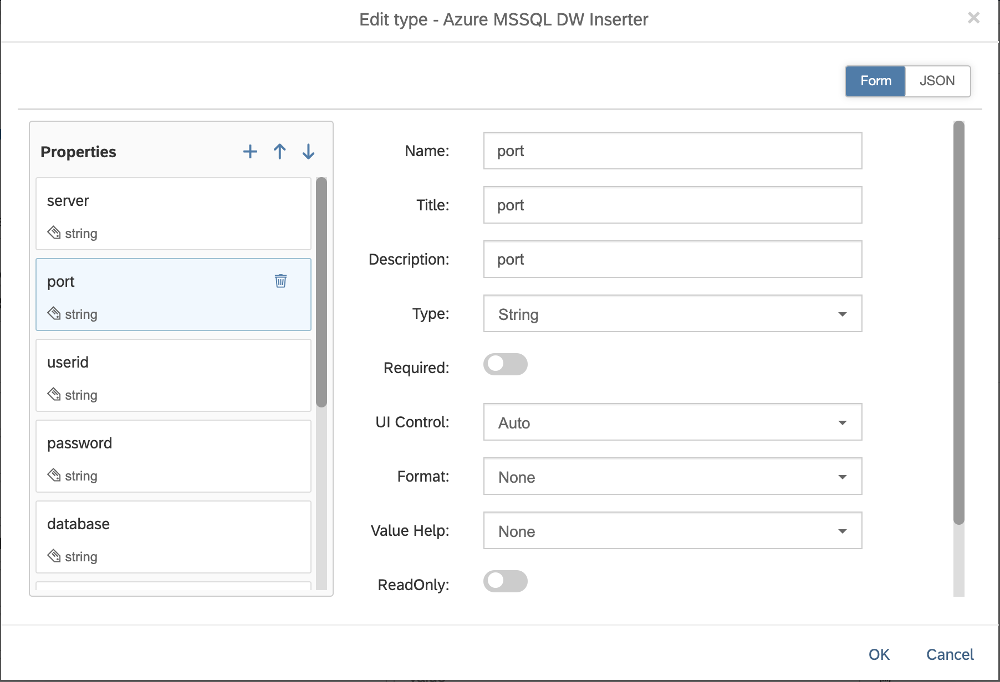 Edit type - Azure MSSQL DW Inserter
Form
JSON
Properties
server
string
port
string
userid
string
password
string
database
string
Name:
port
Title:
port
Description:
port
Type:
String
Required:
UI Control:
Auto
Format:
None
Value Help:
None
ReadOnly:
OK
Cancel